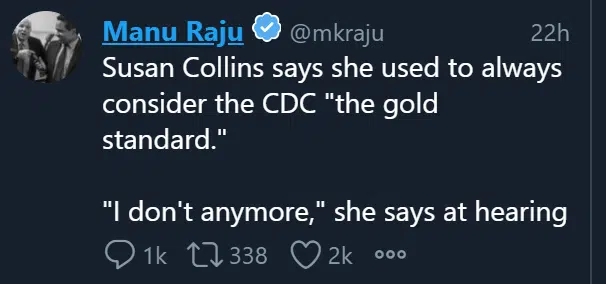 Manu Raju @mkraju 22h
Susan Collins says she used to always
consider the CDC "the gold
standard."
"I don't anymore," she says at hearing
1k 338 2k